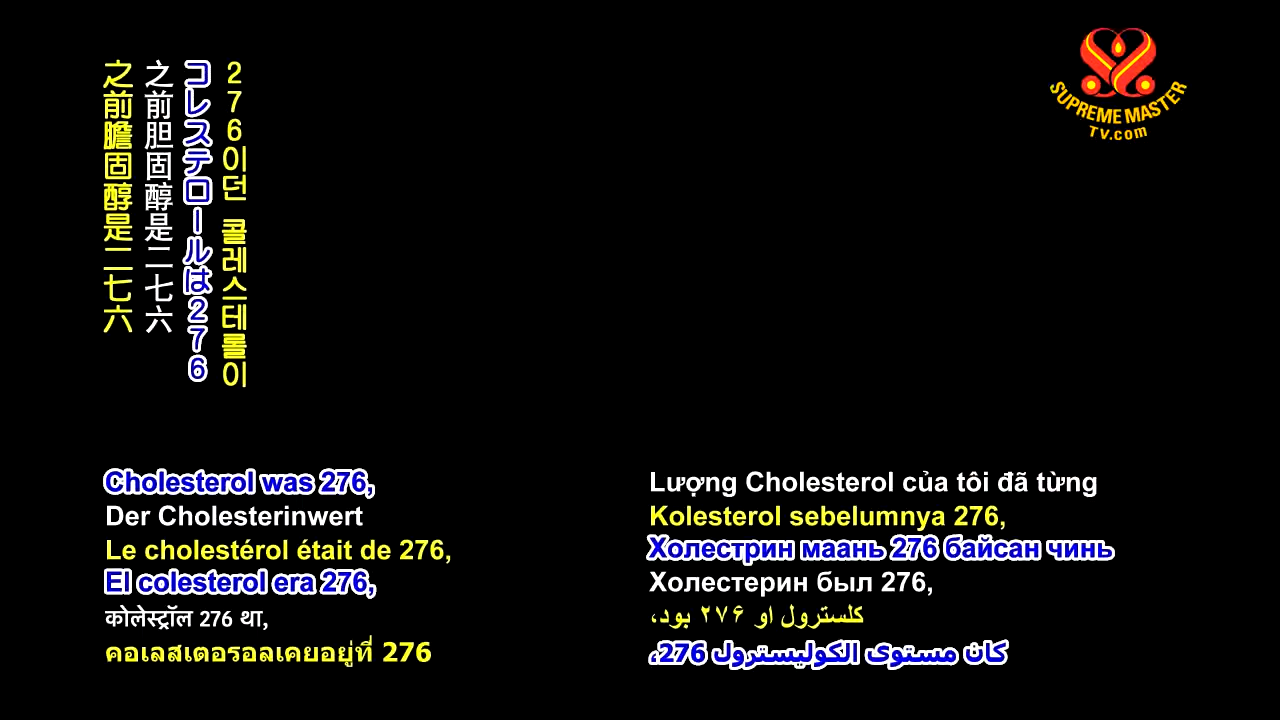 之前膽固醇是二七六
之前胆固醇是二七六
コレステロールは276
276이던 콜레스테롤이
SUPREME MASTER
TV.com
Cholesterol was 276,
Der Cholesterinwert
Le cholestérol était de 276,
El colesterol era 276,
कोलेस्ट्रॉल 276 था,
คอเลสเตอรอลเคยอยู่ที่ 276
Lượng Cholesterol của tôi đã từng
Kolesterol sebelumnya 276,
Холестрин маань 276 байсан чинь
Холестерин был 276,
کلسترول او ۲۷۶ بود،
كان مستوى الكوليسترول 276،